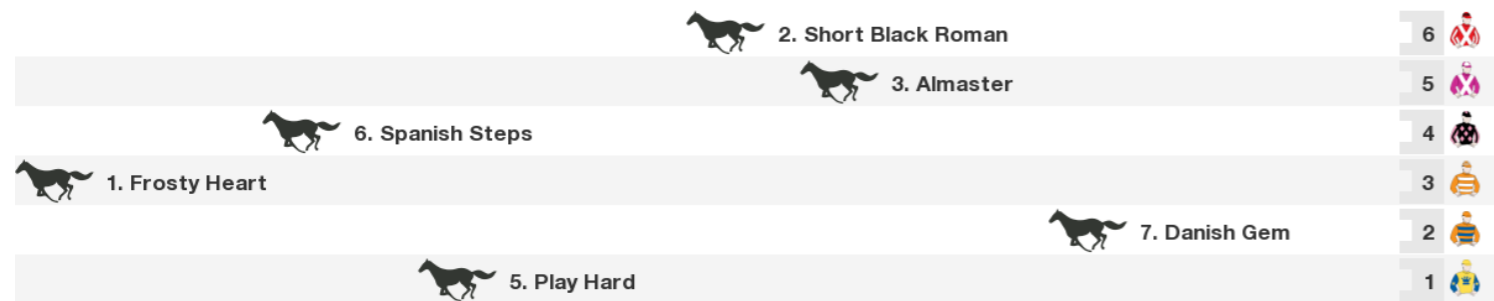 2. Short Black Roman 6
3. Almaster 5
6. Spanish Steps 4
1. Frosty Heart 3
7. Danish Gem 2
5. Play Hard 1